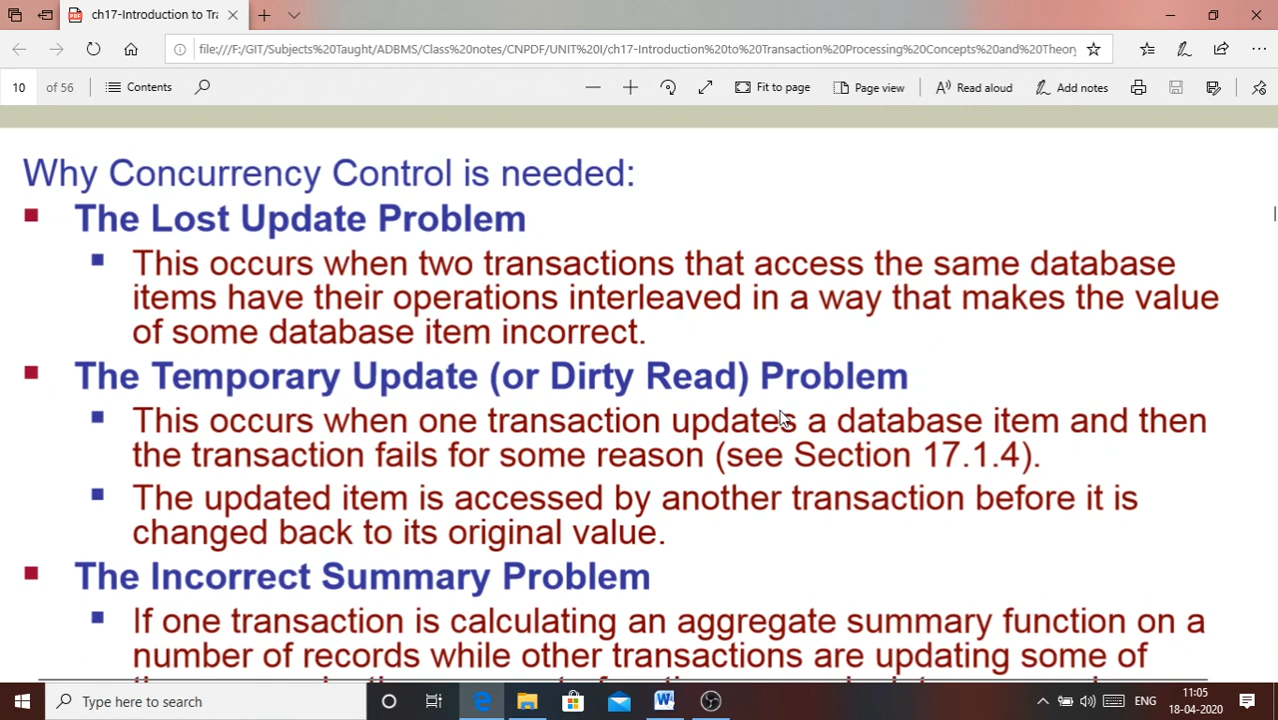 ch17-Introduction to Tra
file:///F:/GIT/Subjects%20Taught/ADBMS/Class%20notes/CNPDF/UNIT%20I/ch17-Introduction%20to%20Transaction%20Processing%20Concepts%20and%20Theory
10 of 56 Contents Fit to page Page view Read aloud Add notes
Why Concurrency Control is needed:
The Lost Update Problem
This occurs when two transactions that access the same database
items have their operations interleaved in a way that makes the value
of some database item incorrect.
The Temporary Update (or Dirty Read) Problem
This occurs when one transaction updates a database item and then
the transaction fails for some reason (see Section 17.1.4).
The updated item is accessed by another transaction before it is
changed back to its original value.
The Incorrect Summary Problem
If one transaction is calculating an aggregate summary function on a
number of records while other transactions are updating some of
Type here to search
ENG
11:05
18-04-2020